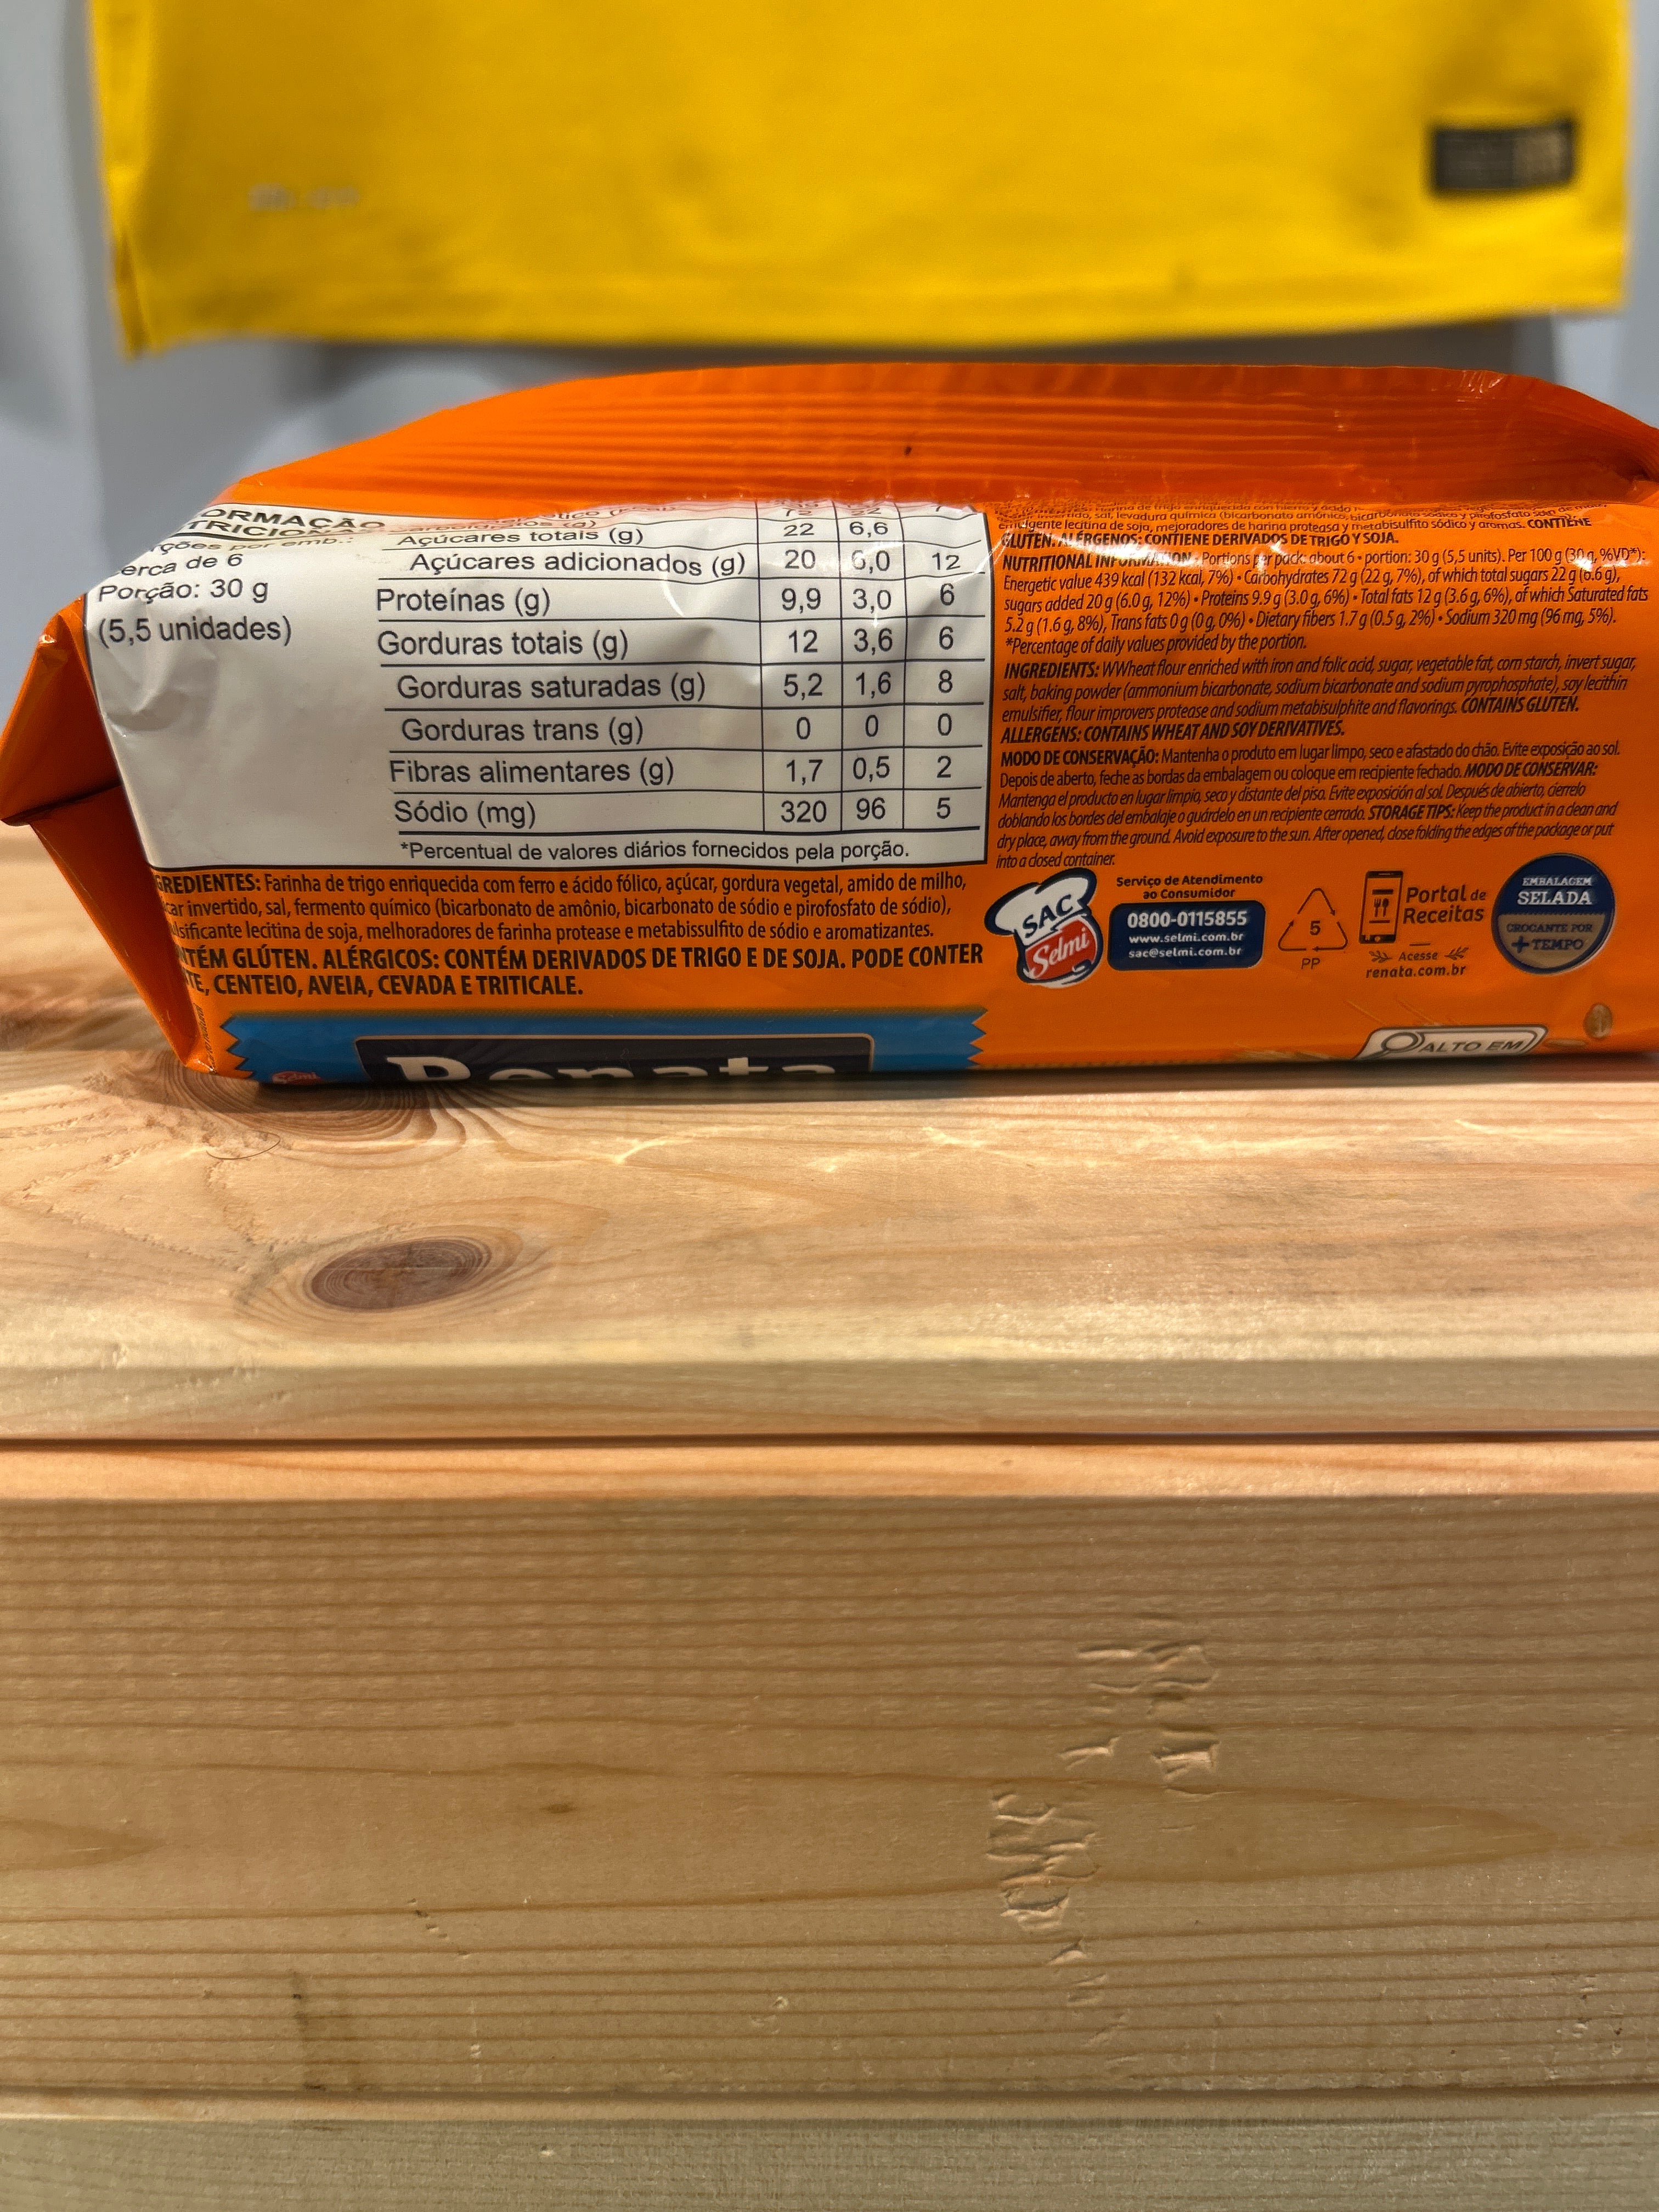 Açúcares totais (g) 22 6,6
Açúcares adicionados (g) 20 6,0 12
Proteínas (g) 9,9 3,0 6
Gorduras totais (g) 12 3,6 6
Gorduras saturadas (g) 5,2 1,6 8
Gorduras trans (g) 0 0 0
Fibras alimentares (g) 1,7 0,5 2
Sódio (mg) 320 96 5
*Percentual de valores diários fornecidos pela porção.
por emb.:
de 6
Porção: 30 g
(5,5 unidades)
Farinha de trigo enriquecida com ferro e ácido fólico, açúcar, gordura vegetal, amido de milho,
invertido, sal, fermento químico (bicarbonato de amônio, bicarbonato de sódio e pirofosfato de sódio),
lecitina de soja, melhoradores de farinha protease e metabissulfito de sódio e aromatizantes.
GLÚTEN. ALÉRGICOS: CONTÉM DERIVADOS DE TRIGO E DE SOJA. PODE CONTER
CENTEIO, AVEIA, CEVADA E TRITICALE.
Renata
sal, levadura química (bicarbonato amónico, bicarbonato sódico y pirofosfato
lecitina de soja, mejoradores de harina proteasa y metabisulfito sódico y aromas. CONTIENE
GLUTEN. ALÉRGENOS: CONTIENE DERIVADOS DE TRIGO Y SOJA.
NUTRITIONAL INFORMATION Portions per pack: about 6 • portion: 30 g (5,5 units). Per 100 g (30 g, %VD*):
Energetic value 439 kcal (132 kcal, 7%) • Carbohydrates 72 g (22 g, 7%), of which total sugars 22 g (6.6 g),
sugars added 20 g (6.0 g, 12%) • Proteins 9.9 g (3.0 g, 6%) • Total fats 12 g (3.6 g, 6%), of which Saturated fats
5.2 g (1.6 g, 8%), Trans fats 0 g (0 g, 0%) • Dietary fibers 1.7 g (0.5 g, 2%) • Sodium 320 mg (96 mg, 5%).
*Percentage of daily values provided by the portion.
INGREDIENTS: WWheat flour enriched with iron and folic acid, sugar, vegetable fat, corn starch, invert sugar,
salt, baking powder (ammonium bicarbonate, sodium bicarbonate and sodium pyrophosphate), soy lecithin
emulsifier, flour improvers protease and sodium metabisulphite and flavorings. CONTAINS GLUTEN.
ALLERGENS: CONTAINS WHEAT AND SOY DERIVATIVES.
MODO DE CONSERVAÇÃO: Mantenha o produto em lugar limpo, seco e afastado do chão. Evite exposição ao sol.
Depois de aberto, feche as bordas da embalagem ou coloque em recipiente fechado. MODO DE CONSERVAR:
Mantenga el producto en lugar limpio, seco y distante del piso. Evite exposición al sol. Después de abierto, cierrelo
doblando los bordes del embalaje o guárdelo en un recipiente cerrado. STORAGE TIPS: Keep the product in a clean and
dry place, away from the ground. Avoid exposure to the sun. After opened, close folding the edges of the package or put
into a closed container.
SAC
Selmi
Serviço de Atendimento
ao Consumidor
0800-0115855
www.selmi.com.br
sac@selmi.com.br
5
PP
Portal de
Receitas
Acesse
renata.com.br
EMBALAGEM
SELADA
CROCANTE POR
+TEMPO
ALTO EM